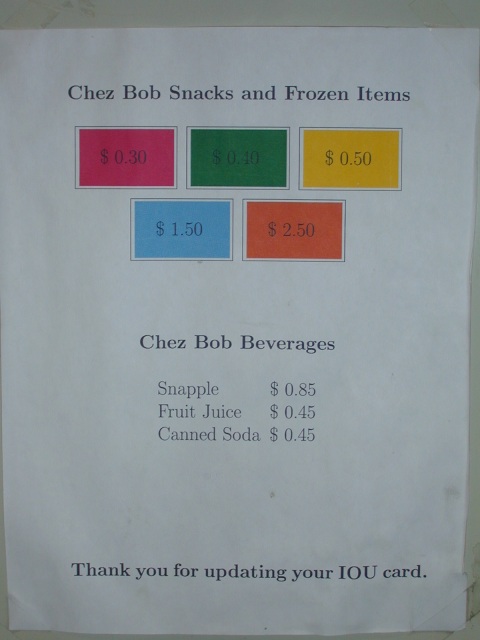 Chez Bob Snacks and Frozen Items
$ 0.30 $ 0.40 $ 0.50
$ 1.50 $ 2.50
Chez Bob Beverages
Snapple $ 0.85
Fruit Juice $ 0.45
Canned Soda $ 0.45
Thank you for updating your IOU card.